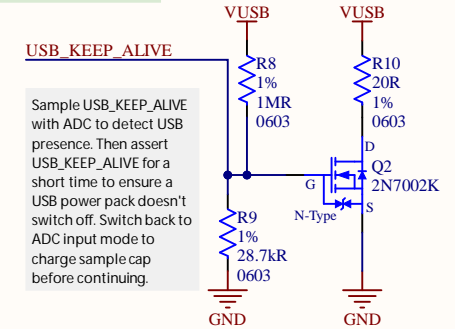 VUSB
VUSB
USB_KEEP_ALIVE
R8
1%
1MR
0603
R10
20R
1%
0603
Sample USB_KEEP_ALIVE
with ADC to detect USB
presence. Then assert
USB_KEEP_ALIVE for a
short time to ensure a
USB power pack doesn't
switch off. Switch back to
ADC input mode to
charge sample cap
before continuing.
D
Q2
2N7002K
G
N-Type
S
R9
1%
28.7kR
0603
GND
GND